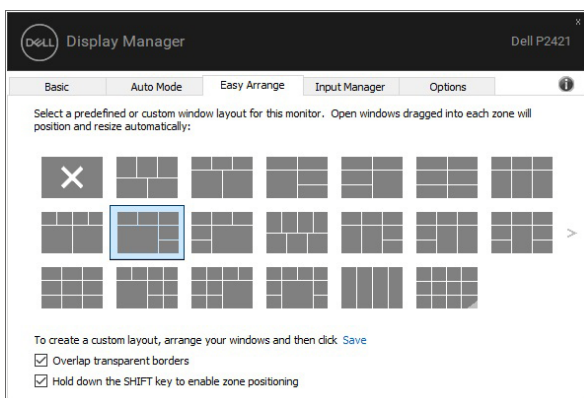 DELL Display Manager
Dell P2421
x
Basic Auto Mode Easy Arrange Input Manager Options
Select a predefined or custom window layout for this monitor. Open windows dragged into each zone will
position and resize automatically:
>
To create a custom layout, arrange your windows and then click Save
Overlap transparent borders
Hold down the SHIFT key to enable zone positioning